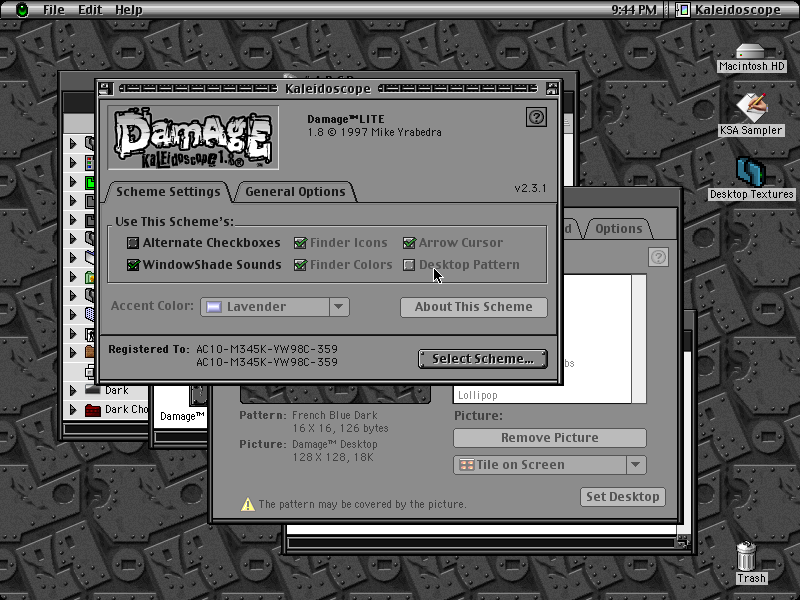 File Edit Help
9:44 PM
Kaleidoscope
Kaleidoscope
Damage
Kaleidoscope 1.8®
Damage™LITE
1.8 © 1997 Mike Yrabedra
?
Scheme Settings
General Options
v2.3.1
Use This Scheme's:
Alternate Checkboxes
Finder Icons
Arrow Cursor
WindowShade Sounds
Finder Colors
Desktop Pattern
Accent Color:
Lavender
About This Scheme
Registered To: AC10-M345K-VW98C-359
AC10-M345K-VW98C-359
Select Scheme...
d
Options
?
bs
Lollipop
Dark
Dark Cho
Damage™
Pattern: French Blue Dark
16 X 16, 126 bytes
Picture: Damage™ Desktop
128 X 128, 18K
Picture:
Remove Picture
Tile on Screen
The pattern may be covered by the picture.
Set Desktop
Macintosh HD
KSA Sampler
Desktop Textures
Trash